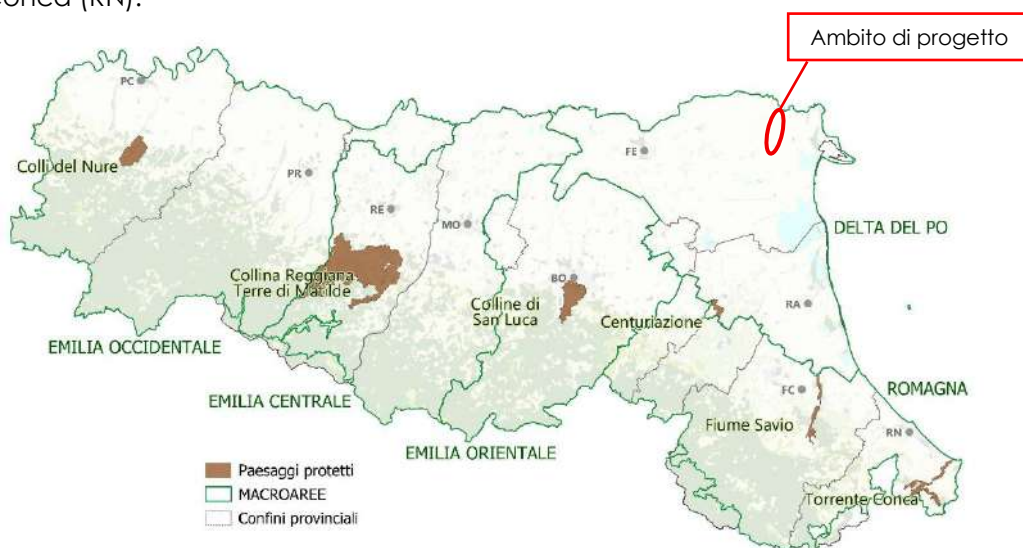 Conca (RN).
Ambito di progetto
PC
Colli del Nure
PR
RE
MO
FE
DELTA DEL PO
Collina Reggiana
Terre di Matilde
BO
Colline di
San Luca
Centuriazione
RA
EMILIA OCCIDENTALE
EMILIA CENTRALE
EMILIA ORIENTALE
FC
ROMAGNA
Fiume Savio
RN
Torrente Conca
Paesaggi protetti
MACROAREE
Confini provinciali